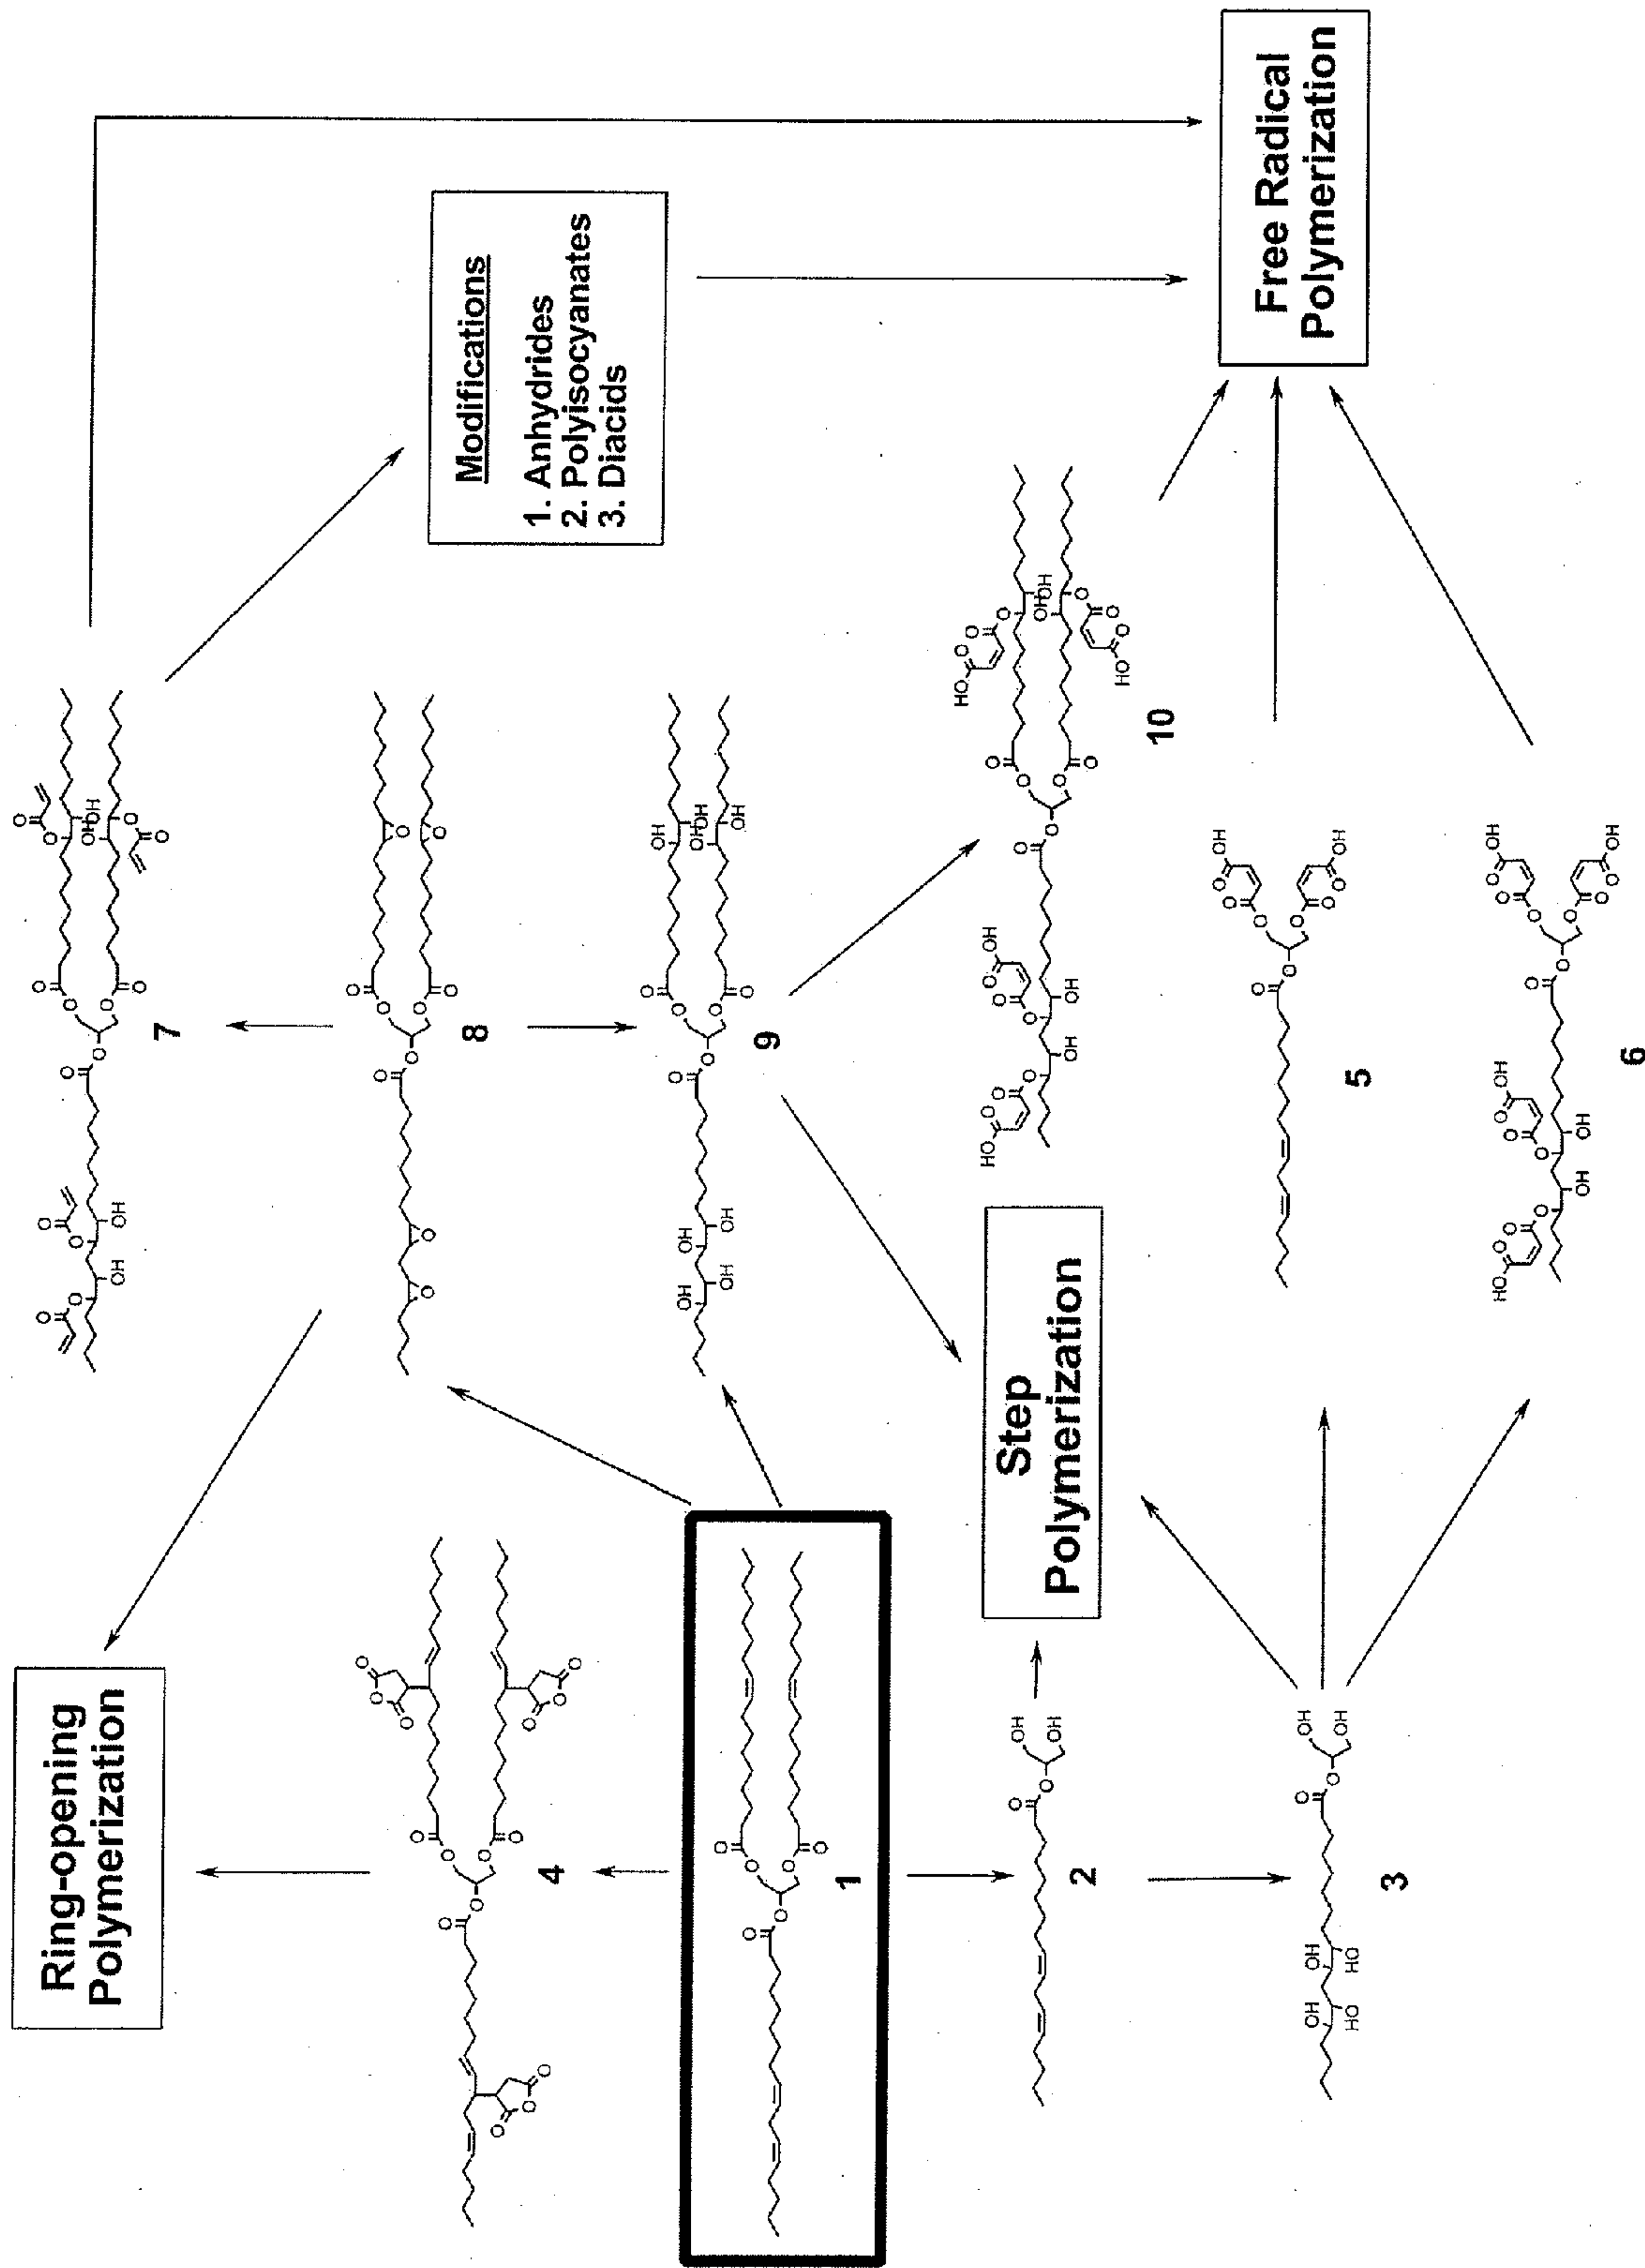 Ring-opening
Polymerization
7
Modifications
1. Anhydrides
2. Polyisocyanates
3. Diacids
4
8
1
9
Step
Polymerization
10
2
5
Free Radical
Polymerization
3
6